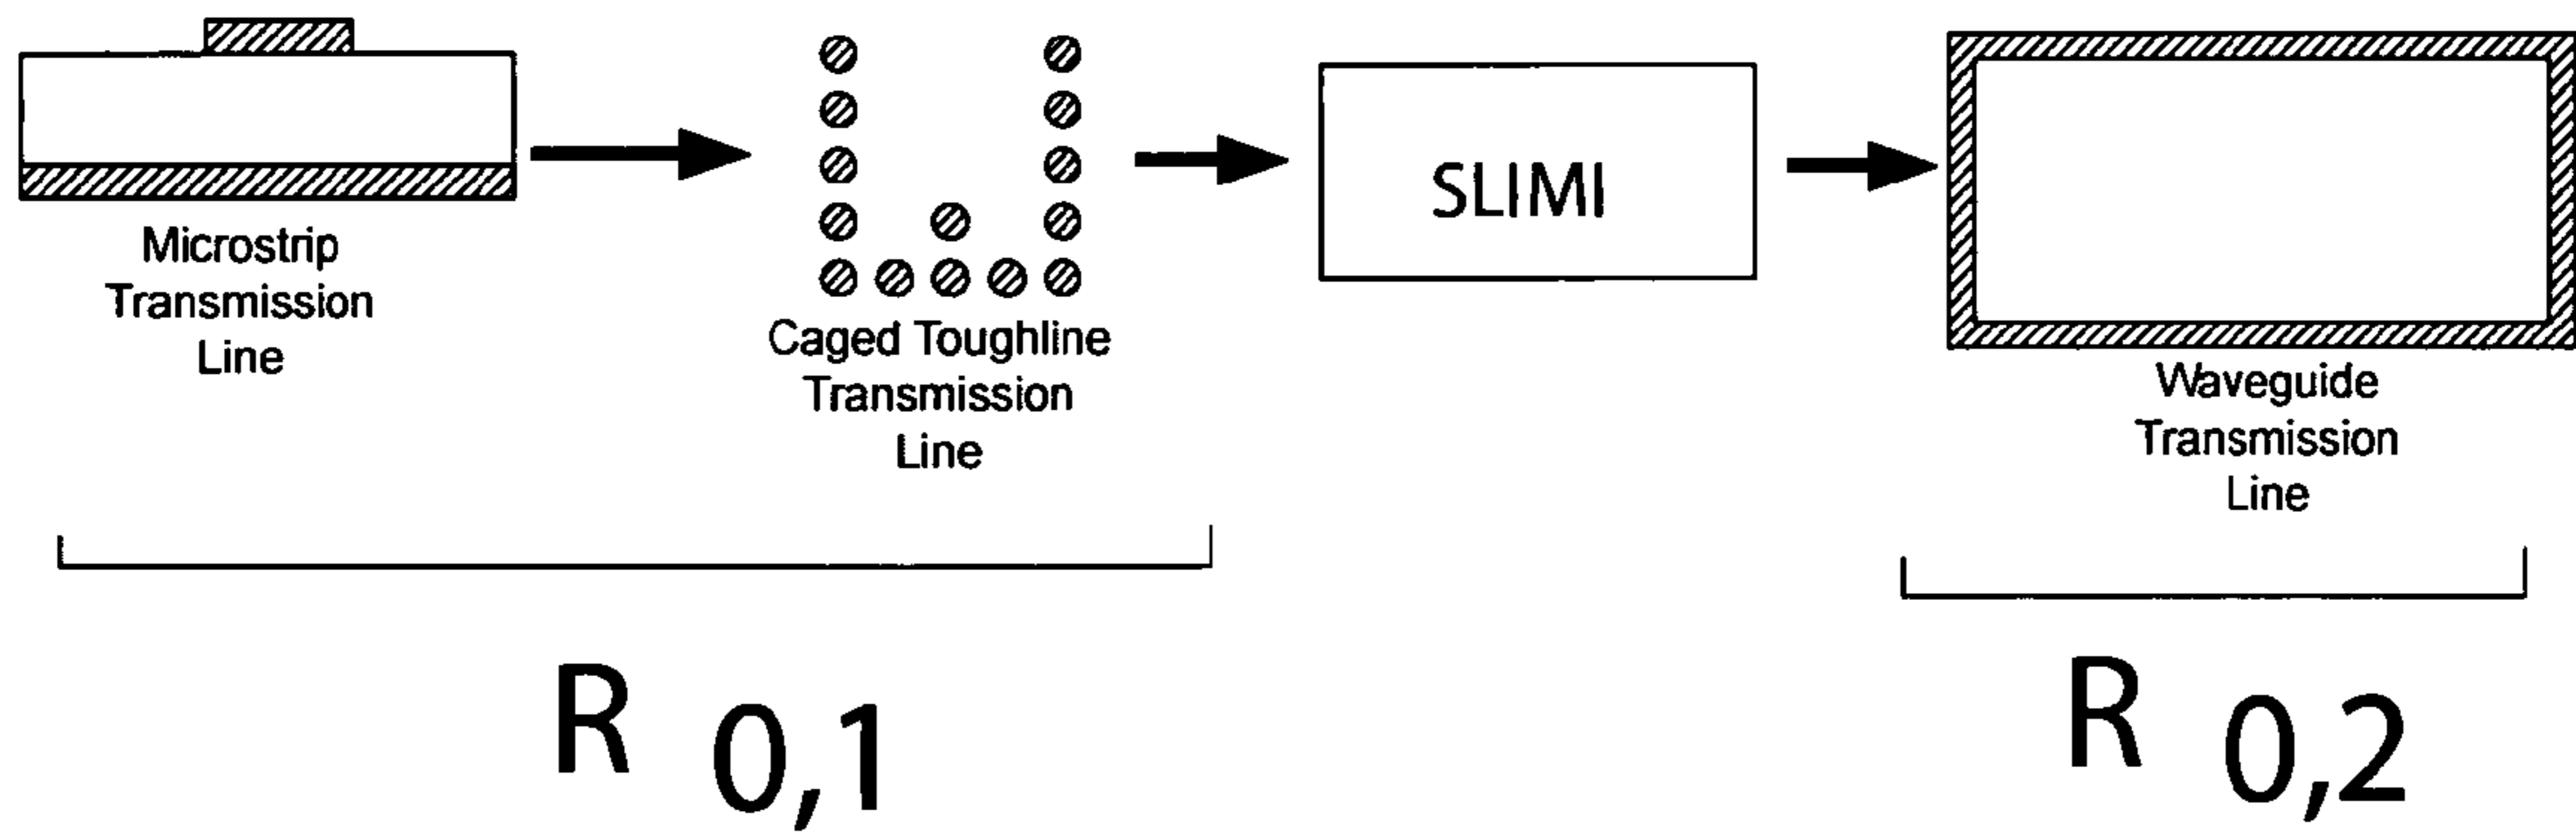 Microstrip
Transmission
Line
Caged Toughline
Transmission
Line
SLIMI
Waveguide
Transmission
Line
R 0,1
R 0,2